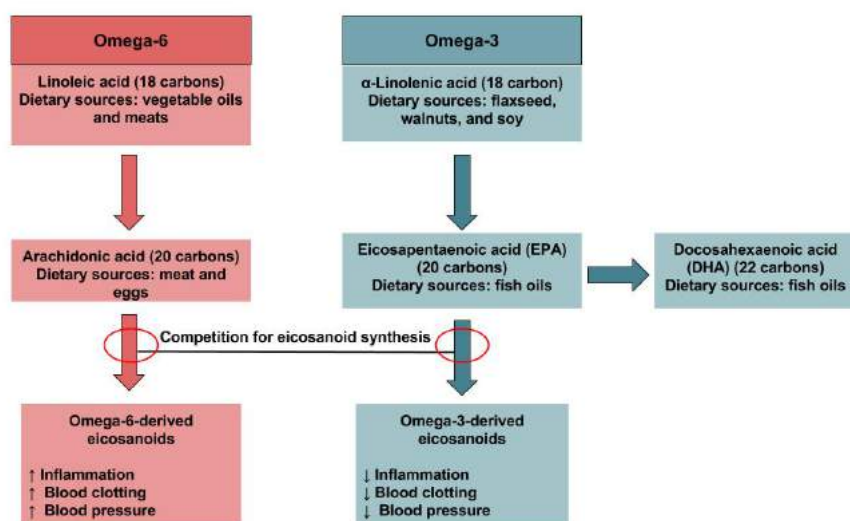 Omega-6
Linoleic acid (18 carbons)
Dietary sources: vegetable oils
and meats
Omega-3
α-Linolenic acid (18 carbon)
Dietary sources: flaxseed,
walnuts, and soy
Arachidonic acid (20 carbons)
Dietary sources: meat and
eggs
Eicosapentaenoic acid (EPA)
(20 carbons)
Dietary sources: fish oils
Docosahexaenoic acid
(DHA) (22 carbons)
Dietary sources: fish oils
Competition for eicosanoid synthesis
Omega-6-derived
eicosanoids
↑ Inflammation
↑ Blood clotting
↑ Blood pressure
Omega-3-derived
eicosanoids
↓ Inflammation
↓ Blood clotting
↓ Blood pressure